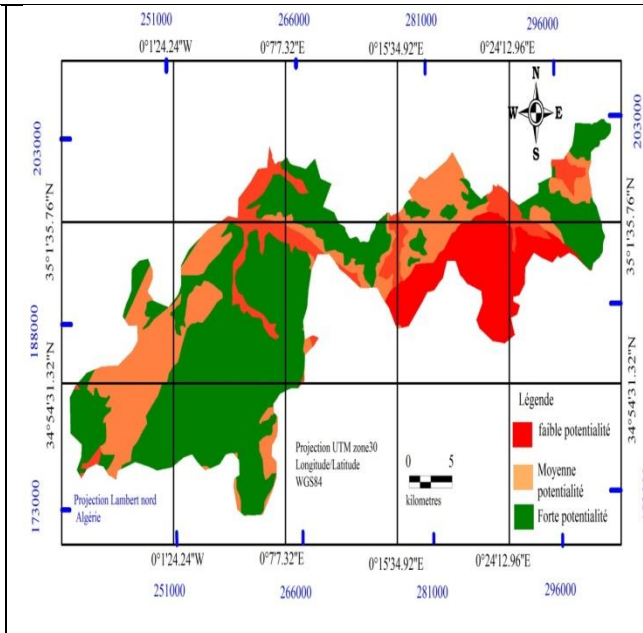 251000 266000 281000 296000
0°1'24.24"W 0°7'7.32"E 0°15'34.92"E 0°24'12.96"E
N
W E
S
203000
203000
35°1'35.76"N
35°1'35.76"N
188000
34°54'31.32"N
34°54'31.32"N
173000
Légende
faible potentialité
Moyenne
potentialité
Forte potentialité
Projection UTM zone30
Longitude/Latitude
WGS84
0 5
kilometres
Projection Lambert nord
Algérie
0°1'24.24"W 0°7'7.32"E 0°15'34.92"E 0°24'12.96"E
251000 266000 281000 296000